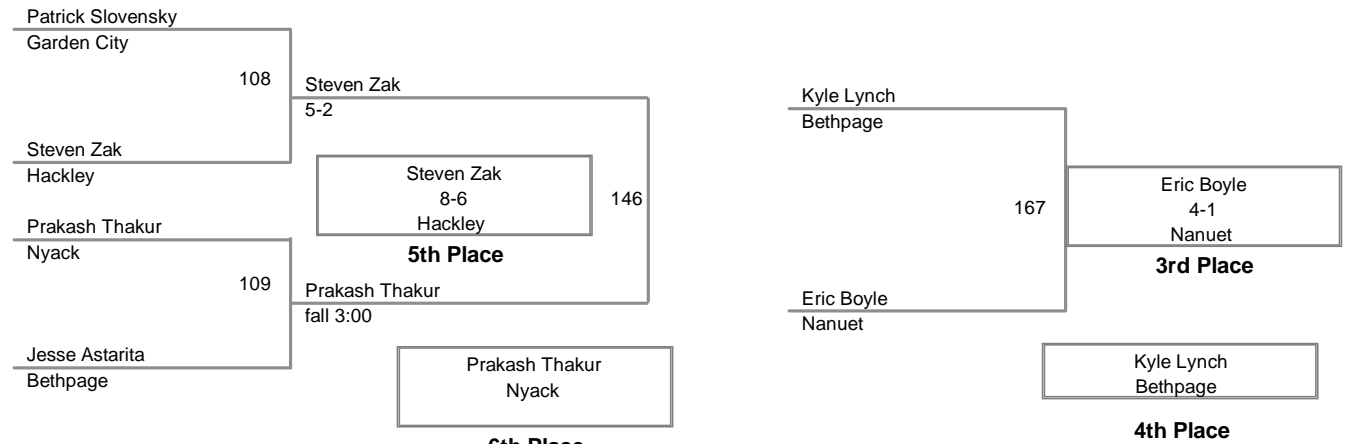 Patrick Slovensky
Garden City
108
Steven Zak
5-2
Steven Zak
Hackley
Steven Zak
8-6
Hackley
5th Place
146
Prakash Thakur
Nyack
109
Prakash Thakur
fall 3:00
Jesse Astarita
Bethpage
Prakash Thakur
Nyack
6th Place
Kyle Lynch
Bethpage
167
Eric Boyle
4-1
Nanuet
3rd Place
Eric Boyle
Nanuet
Kyle Lynch
Bethpage
4th Place